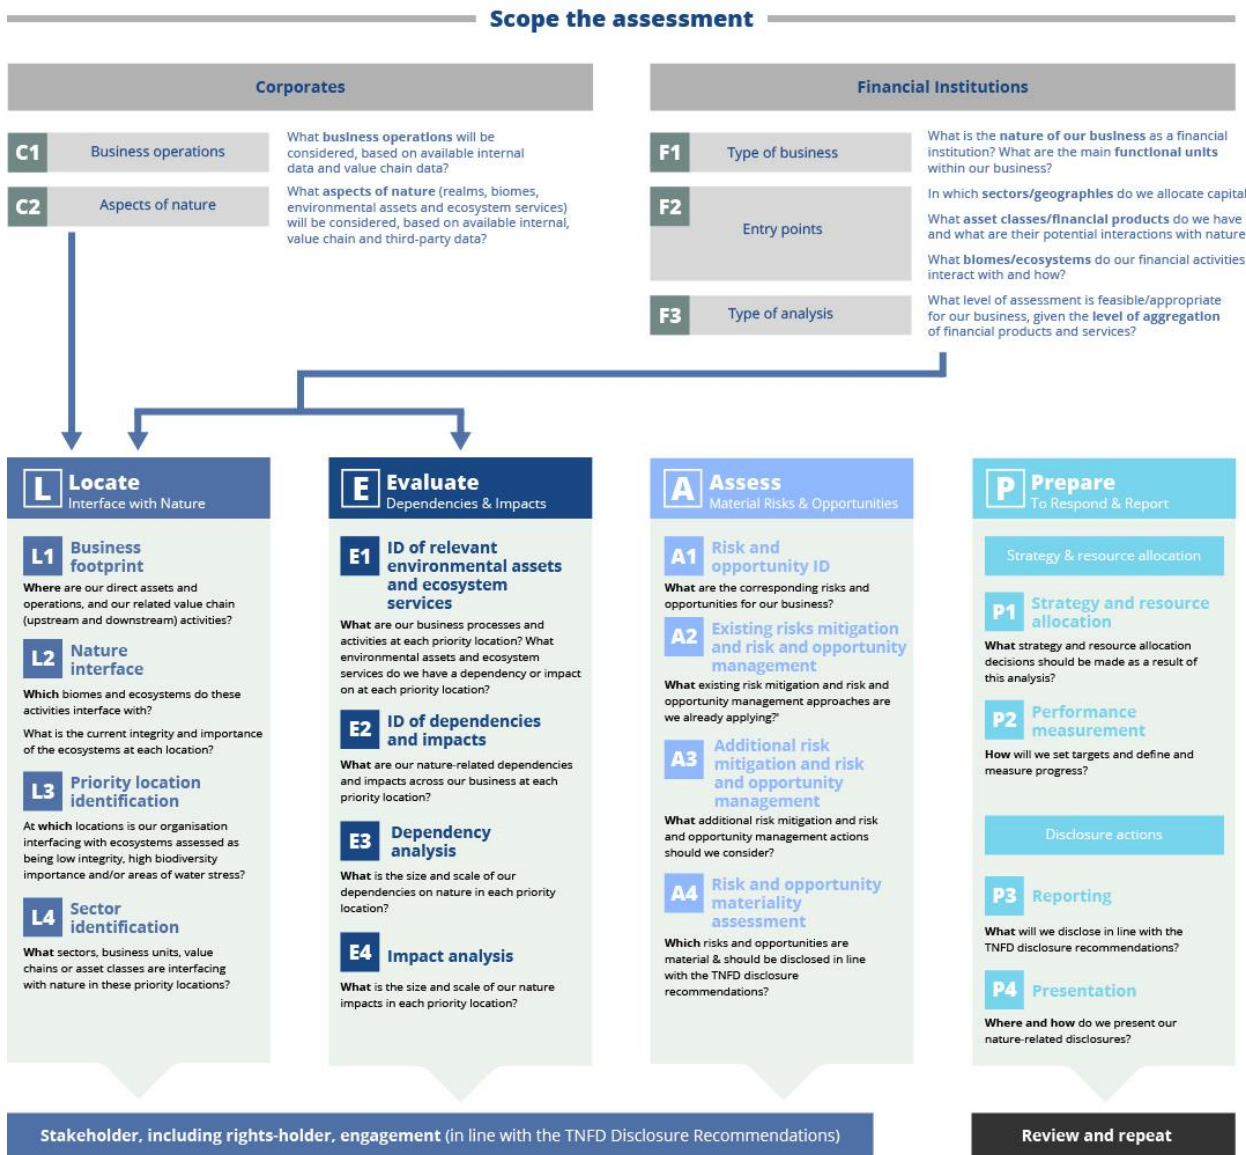 Scope the assessment
Corporates
C1
Business operations
What business operations will be
considered, based on available internal
data and value chain data?
C2
Aspects of nature
What aspects of nature (realms, biomes,
environmental assets and ecosystem services)
will be considered, based on available internal,
value chain and third-party data?
Financial Institutions
F1
Type of business
What is the nature of our business as a financial
institution? What are the main functional units
within our business?
F2
Entry points
In which sectors/geographies do we allocate capital
What asset classes/financial products do we have
and what are their potential interactions with nature
What biomes/ecosystems do our financial activities
interact with and how?
F3
Type of analysis
What level of assessment is feasible/appropriate
for our business, given the level of aggregation
of financial products and services?
L
Locate
Interface with Nature
L1
Business
footprint
Where are our direct assets and
operations, and our related value chain
(upstream and downstream) activities?
L2
Nature
interface
Which biomes and ecosystems do these
activities interface with?
What is the current integrity and importance
of the ecosystems at each location?
L3
Priority location
identification
At which locations is our organisation
interfacing with ecosystems assessed as
being low integrity, high biodiversity
importance and/or areas of water stress?
L4
Sector
identification
What sectors, business units, value
chains or asset classes are interfacing
with nature in these priority locations?
E
Evaluate
Dependencies & Impacts
E1
ID of relevant
environmental assets
and ecosystem
services
What are our business processes and
activities at each priority location? What
environmental assets and ecosystem
services do we have a dependency or impact
on at each priority location?
E2
ID of dependencies
and impacts
What are our nature-related dependencies
and impacts across our business at each
priority location?
E3
Dependency
analysis
What is the size and scale of our
dependencies on nature in each priority
location?
E4
Impact analysis
What is the size and scale of our nature
impacts in each priority location?
A
Assess
Material Risks & Opportunities
A1
Risk and
opportunity ID
What are the corresponding risks and
opportunities for our business?
A2
Existing risks mitigation
and risk and opportunity
management
What existing risk mitigation and risk and
opportunity management approaches are
we already applying?
A3
Additional risk
mitigation and risk
and opportunity
management
What additional risk mitigation and risk
and opportunity management actions
should we consider?
A4
Risk and opportunity
materiality
assessment
Which risks and opportunities are
material & should be disclosed in line
with the TNFD disclosure
recommendations?
P
Prepare
To Respond & Report
Strategy & resource allocation
P1
Strategy and resource
allocation
What strategy and resource allocation
decisions should be made as a result of
this analysis?
P2
Performance
measurement
How will we set targets and define and
measure progress?
Disclosure actions
P3
Reporting
What will we disclose in line with the
TNFD disclosure recommendations?
P4
Presentation
Where and how do we present our
nature-related disclosures?
Stakeholder, including rights-holder, engagement (in line with the TNFD Disclosure Recommendations)
Review and repeat